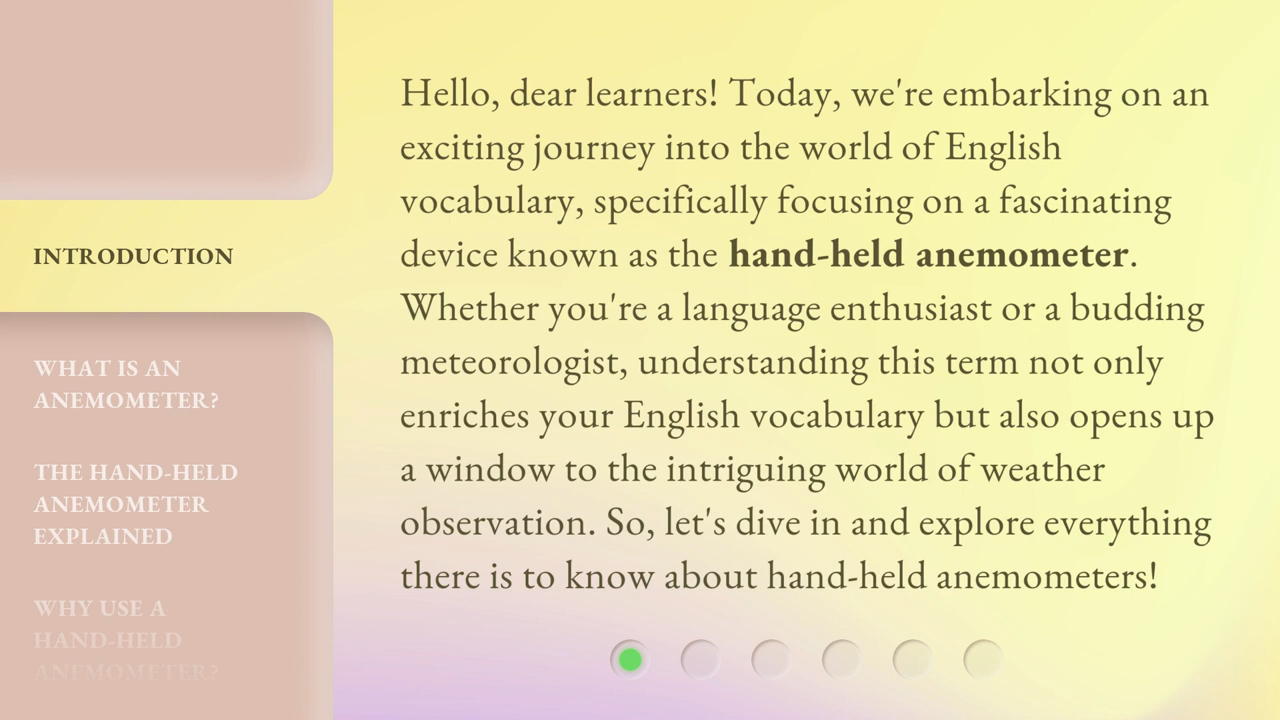 INTRODUCTION
WHAT IS AN
ANEMOMETER?
THE HAND-HELD
ANEMOMETER
EXPLAINED
WHY USE A
HAND-HELD
ANEMOMETER?
Hello, dear learners! Today, we're embarking on an
exciting journey into the world of English
vocabulary, specifically focusing on a fascinating
device known as the hand-held anemometer.
Whether you're a language enthusiast or a budding
meteorologist, understanding this term not only
enriches your English vocabulary but also opens up
a window to the intriguing world of weather
observation. So, let's dive in and explore everything
there is to know about hand-held anemometers!